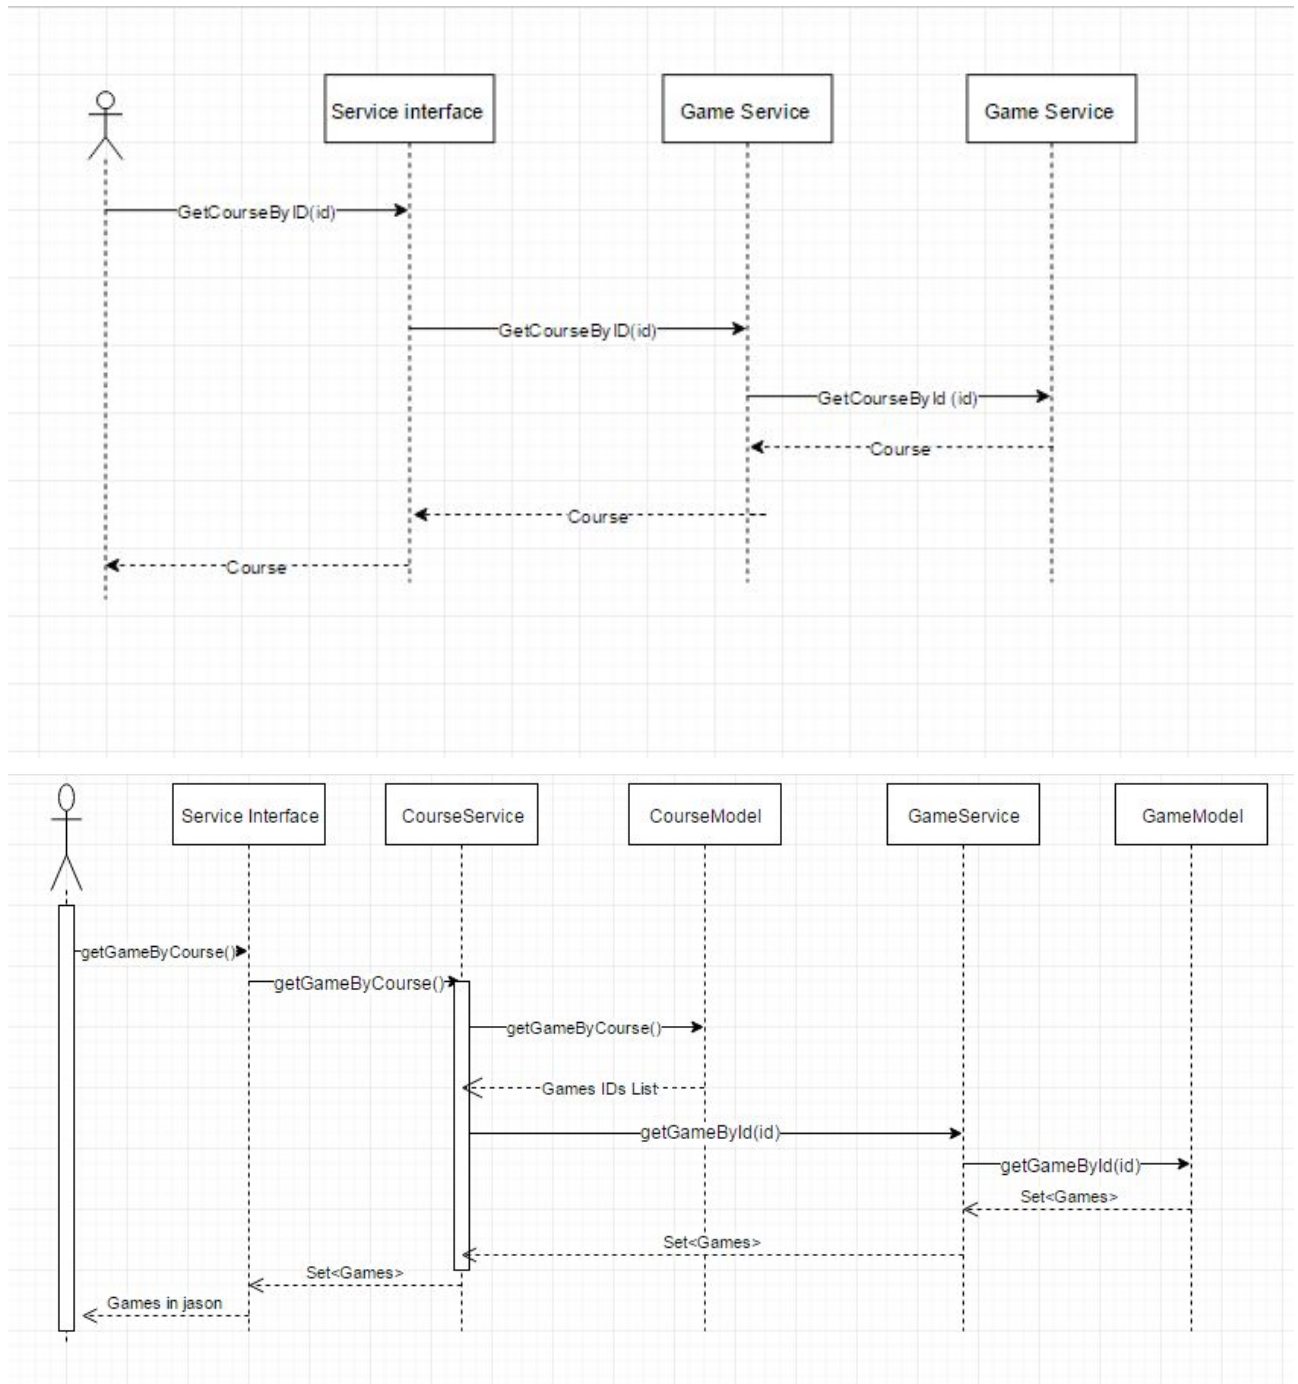 Service interface
Game Service
Game Service
GetCourseByID(id)
GetCourseByID(id)
GetCourseById (id)
Course
Course
Course
Service Interface
CourseService
CourseModel
GameService
GameModel
getGameByCourse()
getGameByCourse()
getGameByCourse()
Games IDs List
getGameById(id)
getGameById(id)
Set<Games>
Set<Games>
Set<Games>
Games in jason